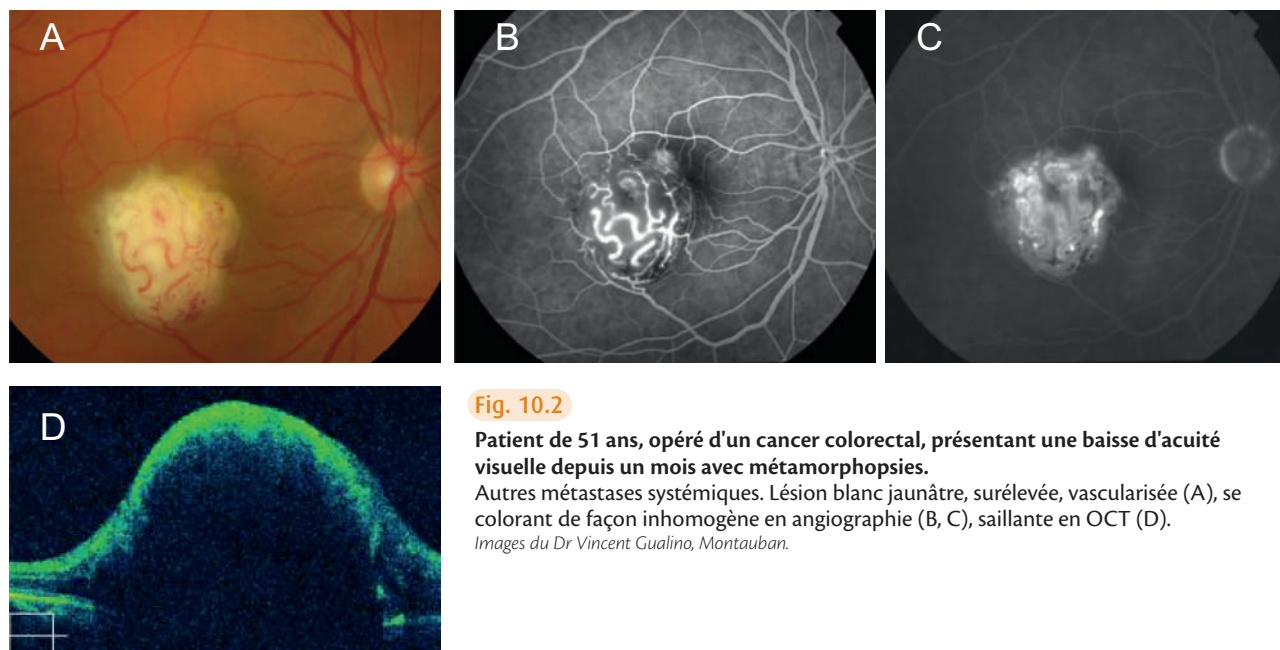 A
B
C
D
Fig. 10.2
Patient de 51 ans, opéré d'un cancer colorectal, présentant une baisse d'acuité
visuelle depuis un mois avec métamorphopsies.
Autres métastases systémiques. Lésion blanc jaunâtre, surélevée, vascularisée (A), se
colorant de façon inhomogène en angiographie (B, C), saillante en OCT (D).
Images du Dr Vincent Gualino, Montauban.